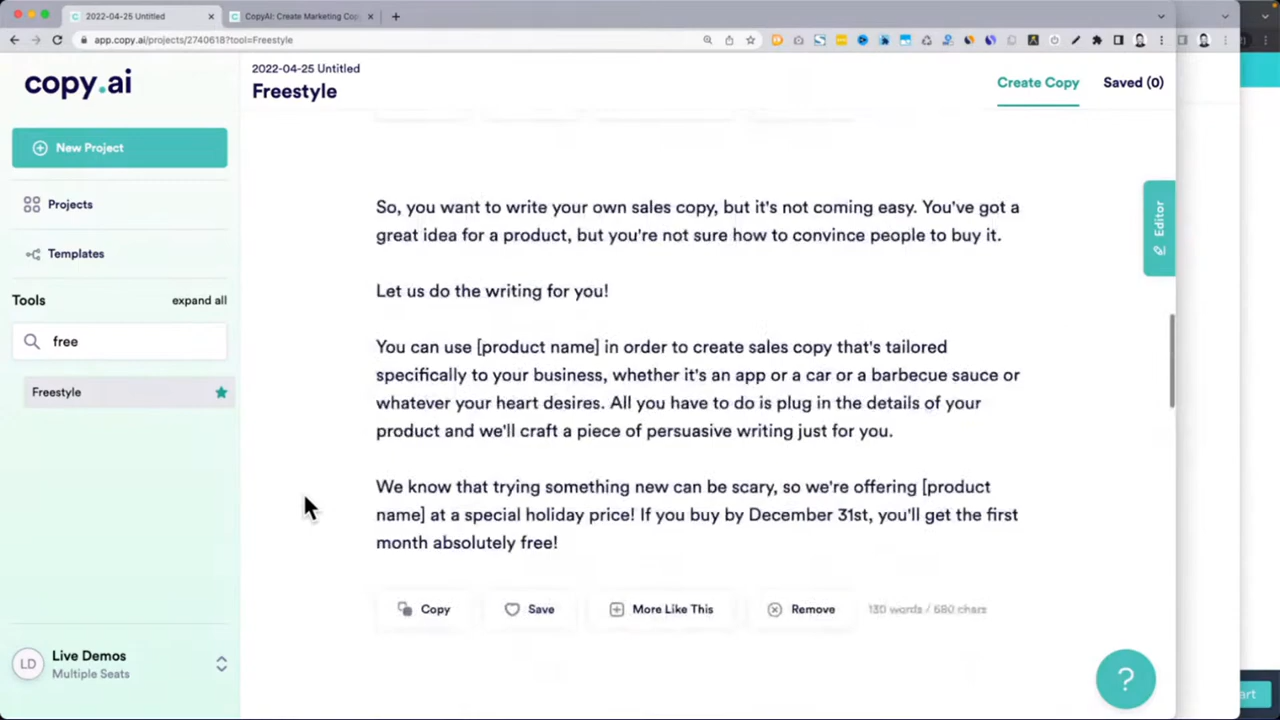 2022-04-25 Untitled
CopyAI: Create Marketing Cop
app.copy.ai/projects/2740618?tool=Freestyle
copy.ai
2022-04-25 Untitled
Freestyle
Create Copy
Saved (0)
New Project
Projects
Templates
Tools
expand all
free
Freestyle
Editor
So, you want to write your own sales copy, but it's not coming easy. You've got a
great idea for a product, but you're not sure how to convince people to buy it.
Let us do the writing for you!
You can use [product name] in order to create sales copy that's tailored
specifically to your business, whether it's an app or a car or a barbecue sauce or
whatever your heart desires. All you have to do is plug in the details of your
product and we'll craft a piece of persuasive writing just for you.
We know that trying something new can be scary, so we're offering [product
name] at a special holiday price! If you buy by December 31st, you'll get the first
month absolutely free!
Copy
Save
More Like This
Remove
130 words / 680 chars
LD
Live Demos
Multiple Seats
?
art